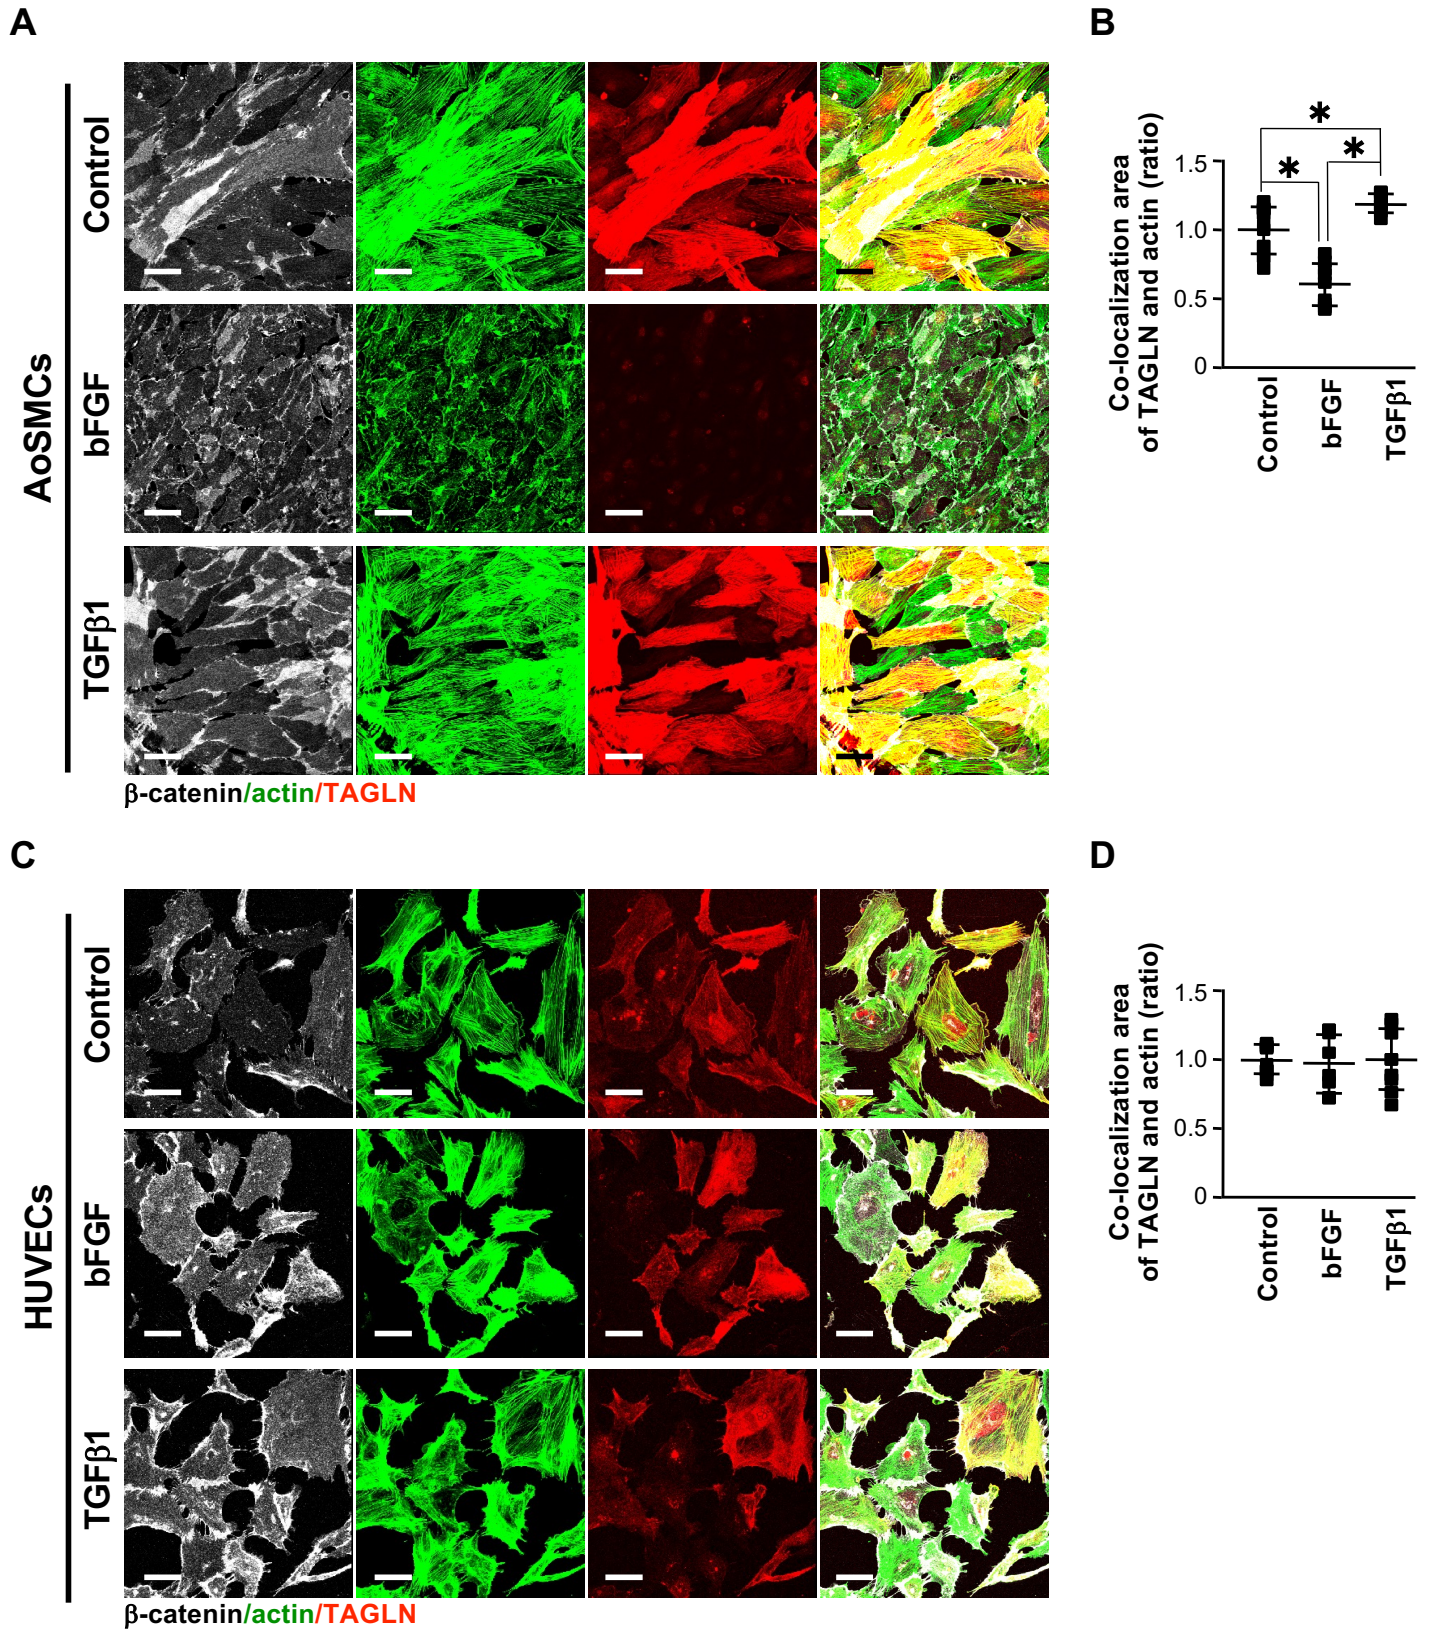 A
B
AoSMCs
Control
bFGF
TGFβ1
β-catenin/actin/TAGLN
Co-localization area
of TAGLN and actin (ratio)
1.5
1.0
0.5
0
*
*
*
Control
bFGF
TGFβ1
C
D
HUVECs
Control
bFGF
TGFβ1
β-catenin/actin/TAGLN
Co-localization area
of TAGLN and actin (ratio)
1.5
1.0
0.5
0
Control
bFGF
TGFβ1